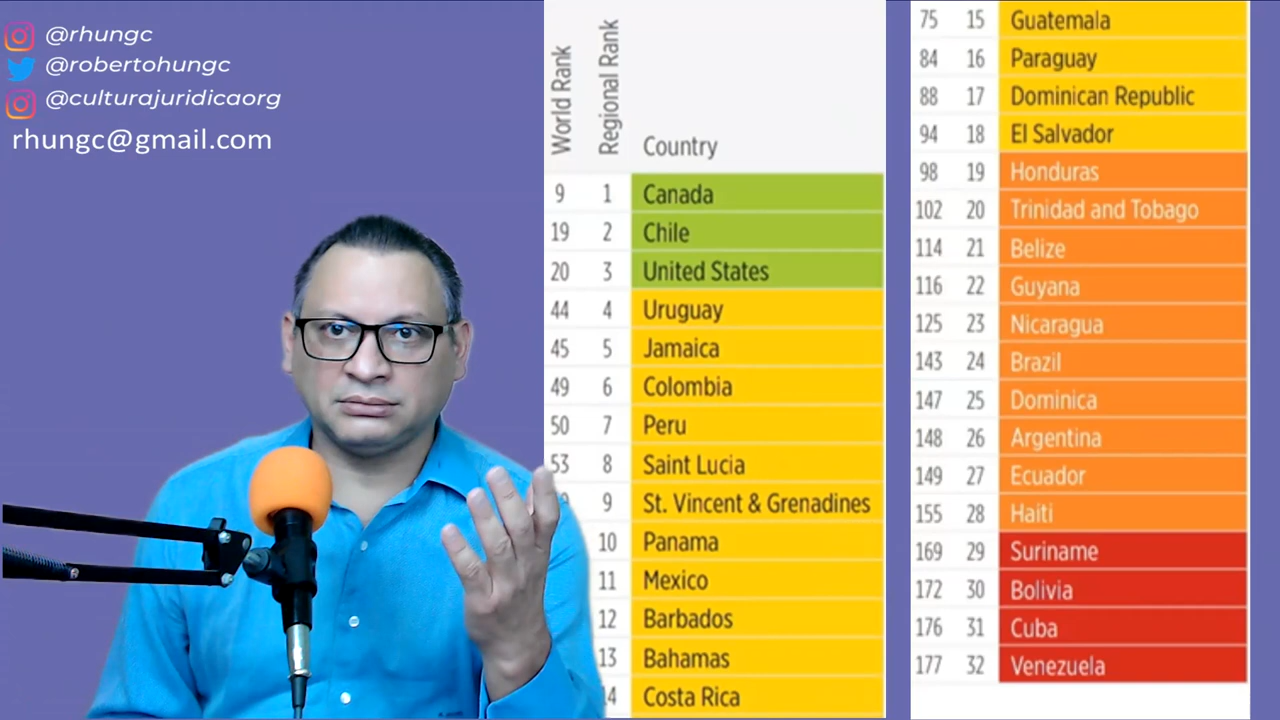 @rhungc
@robertohungc
@culturajuridicaorg
rhungc@gmail.com
World Rank
Regional Rank
Country
9 1 Canada
19 2 Chile
20 3 United States
44 4 Uruguay
45 5 Jamaica
49 6 Colombia
50 7 Peru
53 8 Saint Lucia
9 St. Vincent & Grenadines
10 Panama
11 Mexico
12 Barbados
13 Bahamas
Costa Rica
75 15 Guatemala
84 16 Paraguay
88 17 Dominican Republic
94 18 El Salvador
98 19 Honduras
102 20 Trinidad and Tobago
114 21 Belize
116 22 Guyana
125 23 Nicaragua
143 24 Brazil
147 25 Dominica
148 26 Argentina
149 27 Ecuador
155 28 Haiti
169 29 Suriname
172 30 Bolivia
176 31 Cuba
177 32 Venezuela